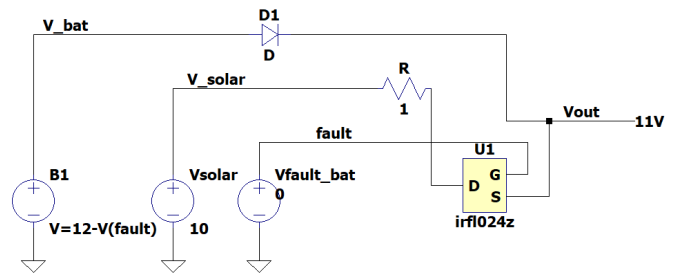 D1
V_bat
D
R
V_solar
1
Vout
11V
fault
U1
B1
Vsolar
Vfault_bat
G
D
0
S
irfl024z
V=12-V(fault)
10